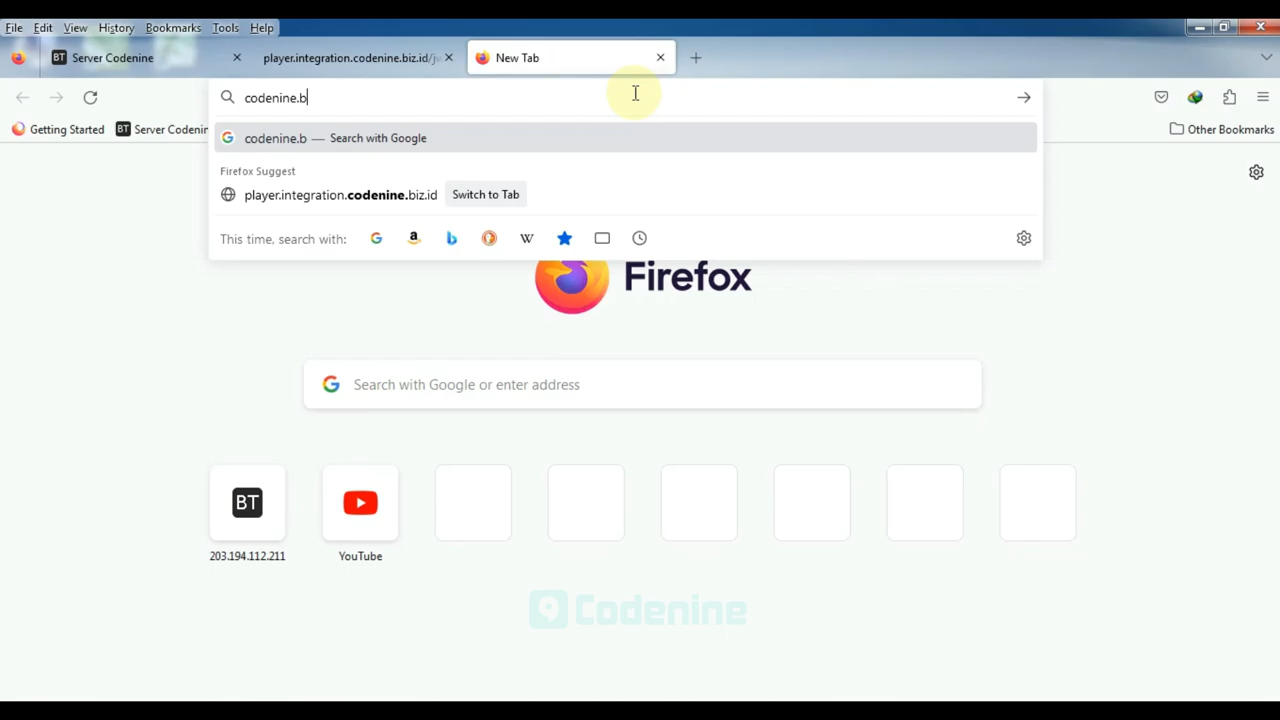 File Edit View History Bookmarks Tools Help
BT Server Codenine player.integration.codenine.biz.id/j New Tab
codenine.b
Getting Started BT Server Codenin Other Bookmarks
codenine.b — Search with Google
Firefox Suggest
player.integration.codenine.biz.id Switch to Tab
This time, search with:
Firefox
Search with Google or enter address
BT
203.194.112.211 YouTube
Codenine